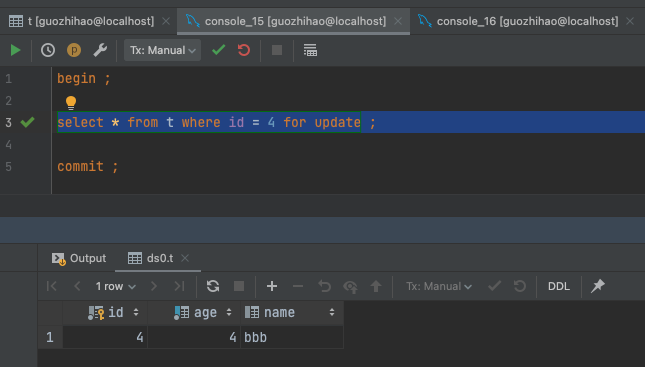 t [guozhihao@localhost] console_15 [guozhihao@localhost] console_16 [guozhihao@localhost]
p Tx: Manual
1 begin ;
2
3 select * from t where id = 4 for update ;
4
5 commit ;
Output ds0.t
1 row Tx: Manual DDL
id age name
1 4 4 bbb